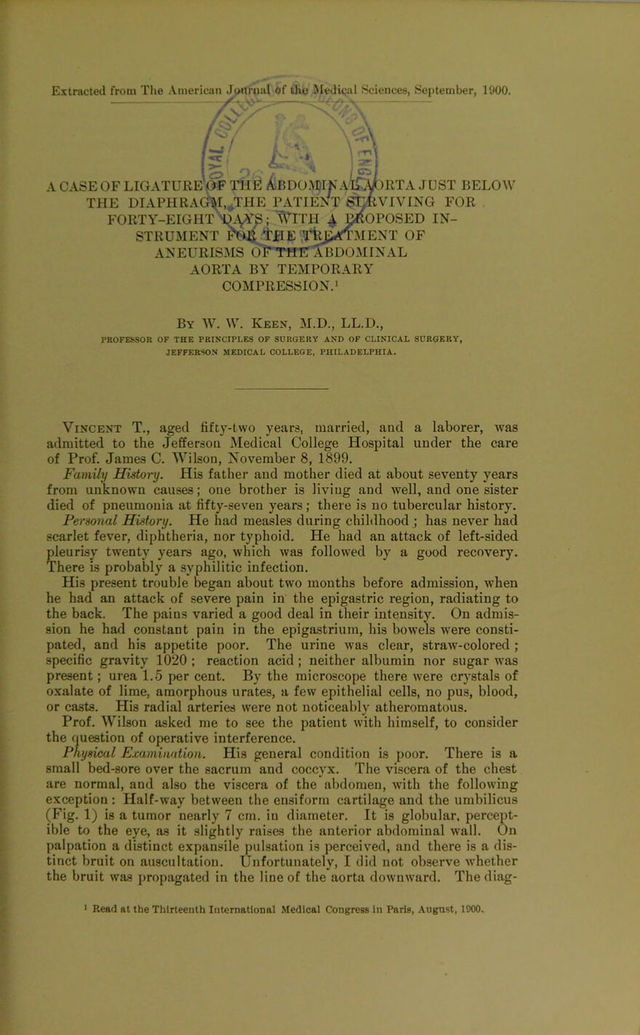 Extracted from The American Journal of the Medical Sciences, September, 1900.
A CASE OF LIGATURE OF THE ABDOMINAL AORTA JUST BELOW
THE DIAPHRAGM, THE PATIENT SURVIVING FOR
FORTY-EIGHT DAYS; WITH A PROPOSED IN-
STRUMENT FOR THE TREATMENT OF
ANEURISMS OF THE ABDOMINAL
AORTA BY TEMPORARY
COMPRESSION.¹
By W. W. Keen, M.D., LL.D.,
PROFESSOR OF THE PRINCIPLES OF SURGERY AND OF CLINICAL SURGERY,
JEFFERSON MEDICAL COLLEGE, PHILADELPHIA.
Vincent T., aged fifty-two years, married, and a laborer, was
admitted to the Jefferson Medical College Hospital under the care
of Prof. James C. Wilson, November 8, 1899.
Family History. His father and mother died at about seventy years
from unknown causes; one brother is living and well, and one sister
died of pneumonia at fifty-seven years; there is no tubercular history.
Personal History. He had measles during childhood; has never had
scarlet fever, diphtheria, nor typhoid. He had an attack of left-sided
pleurisy twenty years ago, which was followed by a good recovery.
There is probably a syphilitic infection.
His present trouble began about two months before admission, when
he had an attack of severe pain in the epigastric region, radiating to
the back. The pains varied a good deal in their intensity. On admis-
sion he had constant pain in the epigastrium, his bowels were consti-
pated, and his appetite poor. The urine was clear, straw-colored;
specific gravity 1020; reaction acid; neither albumin nor sugar was
present; urea 1.5 per cent. By the microscope there were crystals of
oxalate of lime, amorphous urates, a few epithelial cells, no pus, blood,
or casts. His radial arteries were not noticeably atheromatous.
Prof. Wilson asked me to see the patient with himself, to consider
the question of operative interference.
Physical Examination. His general condition is poor. There is a
small bed-sore over the sacrum and coccyx. The viscera of the chest
are normal, and also the viscera of the abdomen, with the following
exception: Half-way between the ensiform cartilage and the umbilicus
(Fig. 1) is a tumor nearly 7 cm. in diameter. It is globular, percept-
ible to the eye, as it slightly raises the anterior abdominal wall. On
palpation a distinct expansile pulsation is perceived, and there is a dis-
tinct bruit on auscultation. Unfortunately, I did not observe whether
the bruit was propagated in the line of the aorta downward. The diag-
¹ Read at the Thirteenth International Medical Congress in Paris, August, 1900.